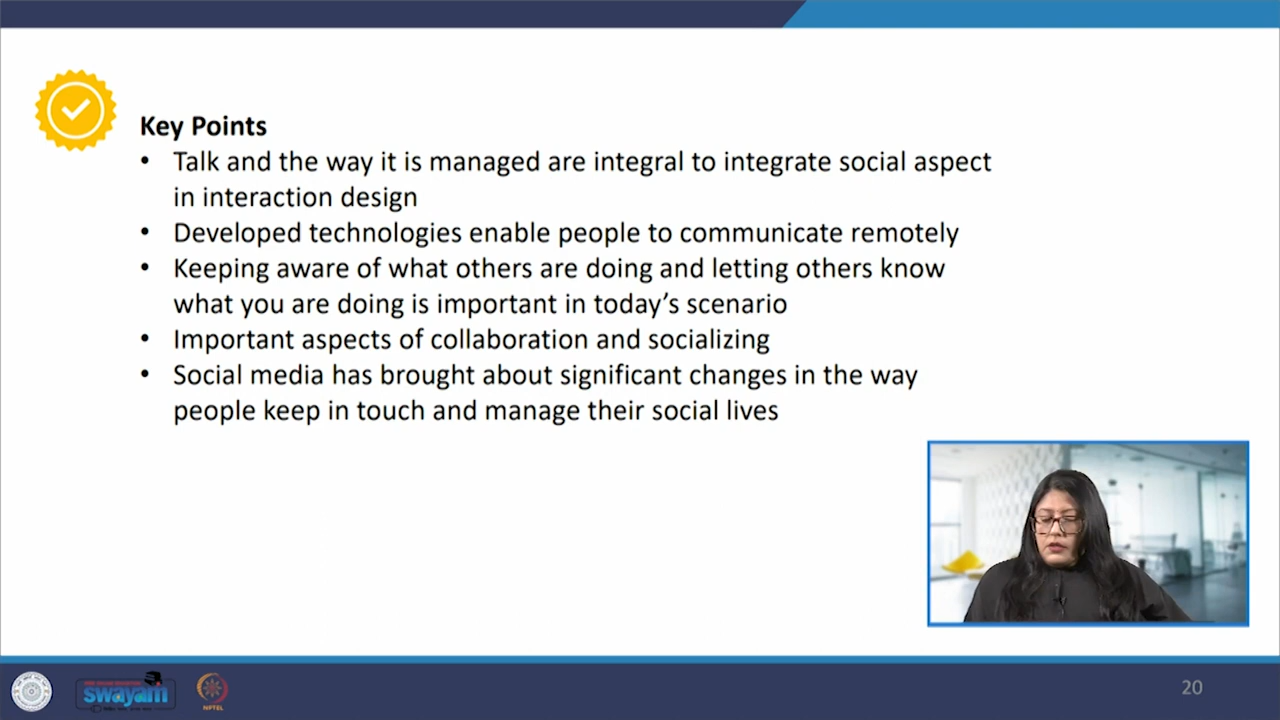 Key Points
• Talk and the way it is managed are integral to integrate social aspect
in interaction design
• Developed technologies enable people to communicate remotely
• Keeping aware of what others are doing and letting others know
what you are doing is important in today's scenario
• Important aspects of collaboration and socializing
• Social media has brought about significant changes in the way
people keep in touch and manage their social lives
swayam
NPTEL
20